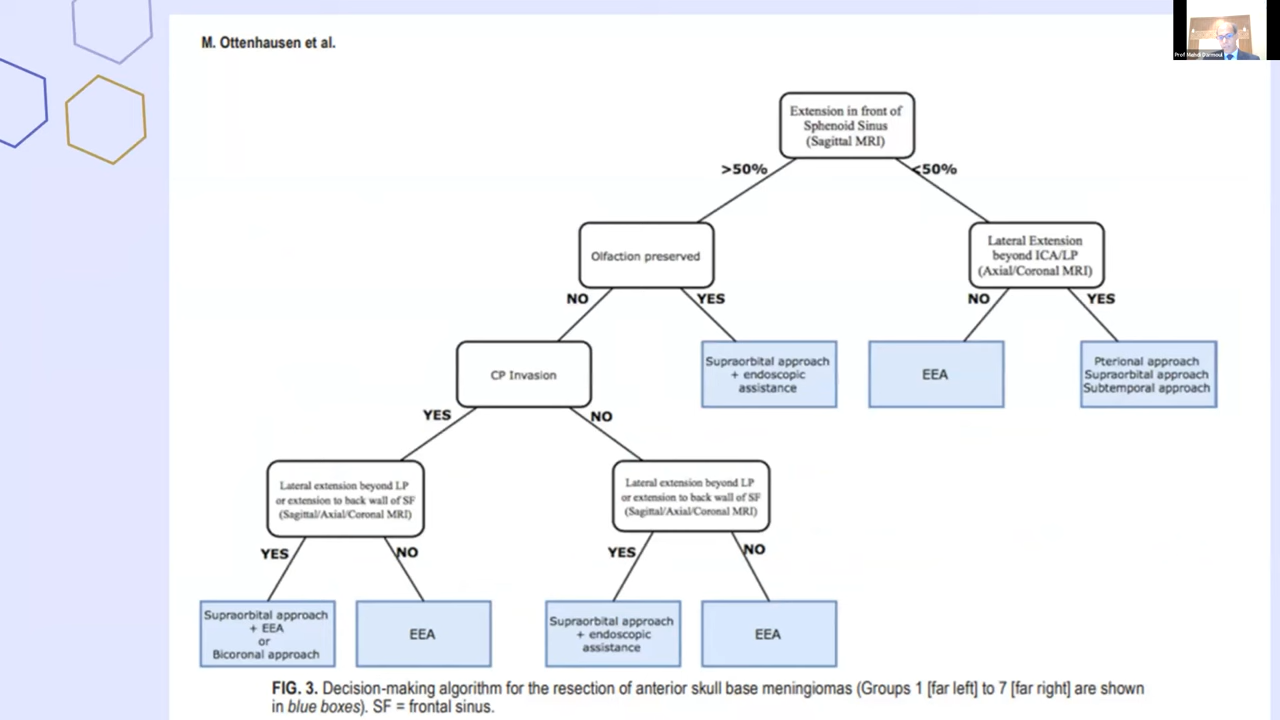 M. Ottenhausen et al.
Prof Mehdi Darmoul
Extension in front of
Sphenoid Sinus
(Sagittal MRI)
>50%
<50%
Olfaction preserved
Lateral Extension
beyond ICA/LP
(Axial/Coronal MRI)
NO
YES
NO
YES
CP Invasion
Supraorbital approach
+ endoscopic
assistance
EEA
Pterional approach
Supraorbital approach
Subtemporal approach
YES
NO
Lateral extension beyond LP
or extension to back wall of SF
(Sagittal/Axial/Coronal MRI)
Lateral extension beyond LP
or extension to back wall of SF
(Sagittal/Axial/Coronal MRI)
YES
NO
YES
NO
Supraorbital approach
+ EEA
or
Bicoronal approach
EEA
Supraorbital approach
+ endoscopic
assistance
EEA
FIG. 3. Decision-making algorithm for the resection of anterior skull base meningiomas (Groups 1 [far left] to 7 [far right] are shown
in blue boxes). SF = frontal sinus.